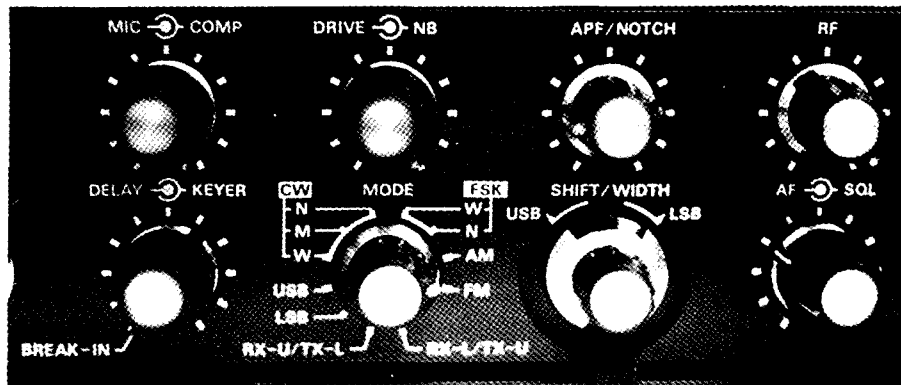 MIC COMP
DRIVE NB
APF/NOTCH
RF
DELAY KEYER
BREAK-IN
MODE
CW
N
M
W
USB
LSB
RX-U/TX-L
FSK
W
N
AM
FM
RX-L/TX-U
SHIFT/WIDTH
USB
LSB
AF SQL